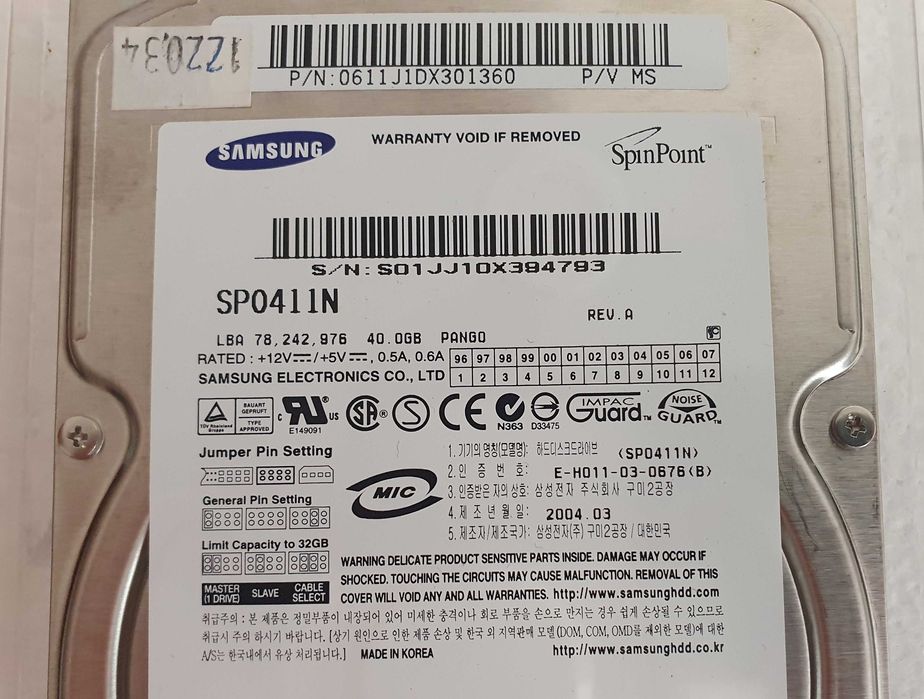 122034
P/N:0611J1DX301360 P/V MS
SAMSUNG
WARRANTY VOID IF REMOVED
SpinPoint™
S/N: S01JJ10X394793
SP0411N
REV.A
LBA 78,242,976 40.0GB PANGO
RATED : +12V⎓/+5V⎓, 0.5A, 0.6A
SAMSUNG ELECTRONICS CO., LTD
96 97 98 99 00 01 02 03 04 05 06 07
1 2 3 4 5 6 7 8 9 10 11 12
TÜV Rheinland Group
BAUART GEPRÜFT
TYPE APPROVED
c RU US
E149091
SA ®
S
CE
N363
D33475
IMPAC Guard™
NOISE GUARD™
Jumper Pin Setting
General Pin Setting
Limit Capacity to 32GB
MASTER (1 DRIVE) SLAVE CABLE SELECT
MIC
1. 기기의 명칭(모델명): 하드디스크드라이브 (SP0411N)
2. 인 증 번 호: E-H011-03-0676(B)
3. 인증받은 자의 상호: 삼성전자 주식회사 구미2공장
4. 제 조 년 월 일: 2004.03
5. 제조자/제조국가: 삼성전자(주) 구미2공장 / 대한민국
WARNING DELICATE PRODUCT SENSITIVE PARTS INSIDE. DAMAGE MAY OCCUR IF
SHOCKED. TOUCHING THE CIRCUITS MAY CAUSE MALFUNCTION. REMOVAL OF THIS
COVER WILL VOID ANY AND ALL WARRANTIES. http://www.samsunghdd.com
취급주의 : 본 제품은 정밀부품이 내장되어 있어 미세한 충격이나 회로 부품을 손으로 만지는 경우 쉽게 손상될 수 있으므로
취급시 주의 하시기 바랍니다. [상기 원인으로 인한 제품 손상 및 한국 외 지역판매 모델(DOM, COM, OMD를 제외한 모델)에 대한
A/S는 한국내에서 유상 처리됩니다.] MADE IN KOREA http://www.samsunghdd.co.kr